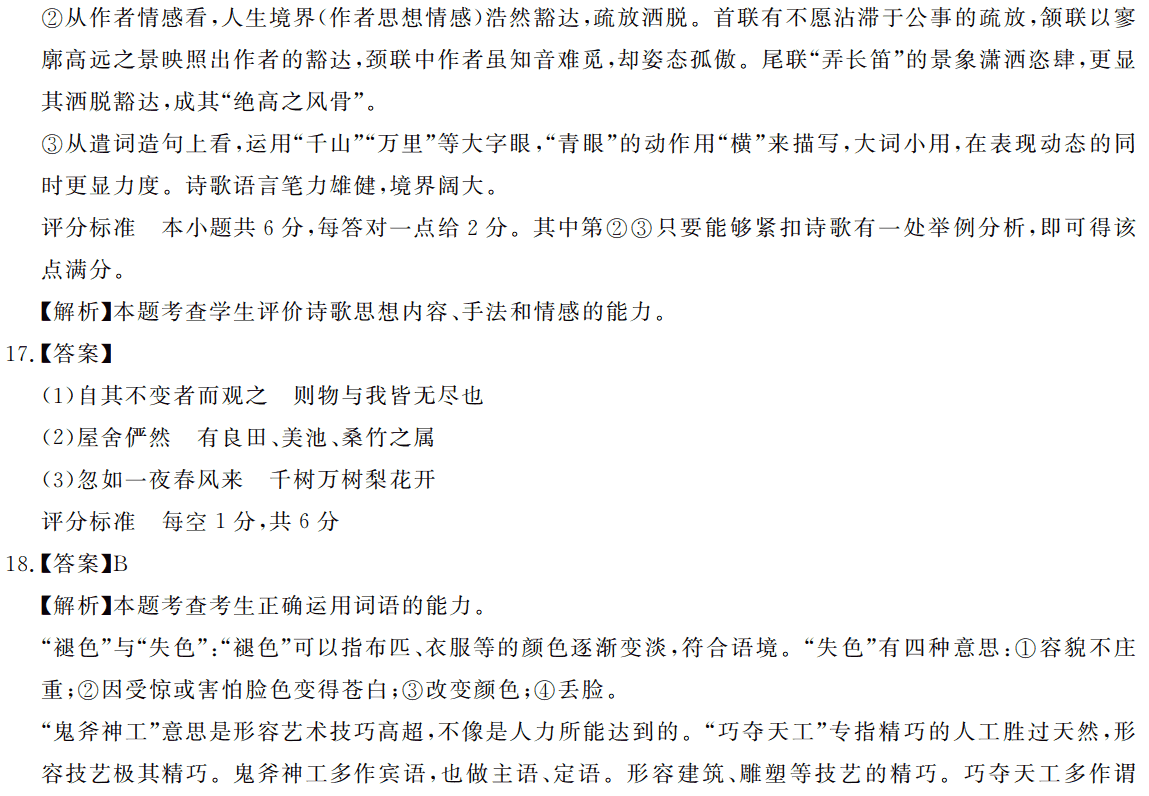 ②从作者情感看,人生境界(作者思想情感)浩然豁达,疏放洒脱。首联有不愿沾滞于公事的疏放,颔联以寥
廓高远之景映照出作者的豁达,颈联中作者虽知音难觅,却姿态孤傲。尾联“弄长笛”的景象潇洒恣肆,更显
其洒脱豁达,成其“绝高之风骨”。
③从遣词造句上看,运用“千山”“万里”等大字眼,“青眼”的动作用“横”来描写,大词小用,在表现动态的同
时更显力度。诗歌语言笔力雄健,境界阔大。
评分标准 本小题共6分,每答对一点给2分。其中第②③只要能够紧扣诗歌有一处举例分析,即可得该
点满分。
【解析】本题考查学生评价诗歌思想内容、手法和情感的能力。
17.【答案】
(1)自其不变者而观之 则物与我皆无尽也
(2)屋舍俨然 有良田、美池、桑竹之属
(3)忽如一夜春风来 千树万树梨花开
评分标准 每空1分,共6分
18.【答案】B
【解析】本题考查考生正确运用词语的能力。
“褪色”与“失色”:“褪色”可以指布匹、衣服等的颜色逐渐变淡,符合语境。“失色”有四种意思:①容貌不庄
重;②因受惊或害怕脸色变得苍白;③改变颜色;④丢脸。
“鬼斧神工”意思是形容艺术技巧高超,不像是人力所能达到的。“巧夺天工”专指精巧的人工胜过天然,形
容技艺极其精巧。鬼斧神工多作宾语,也做主语、定语。形容建筑、雕塑等技艺的精巧。巧夺天工多作谓